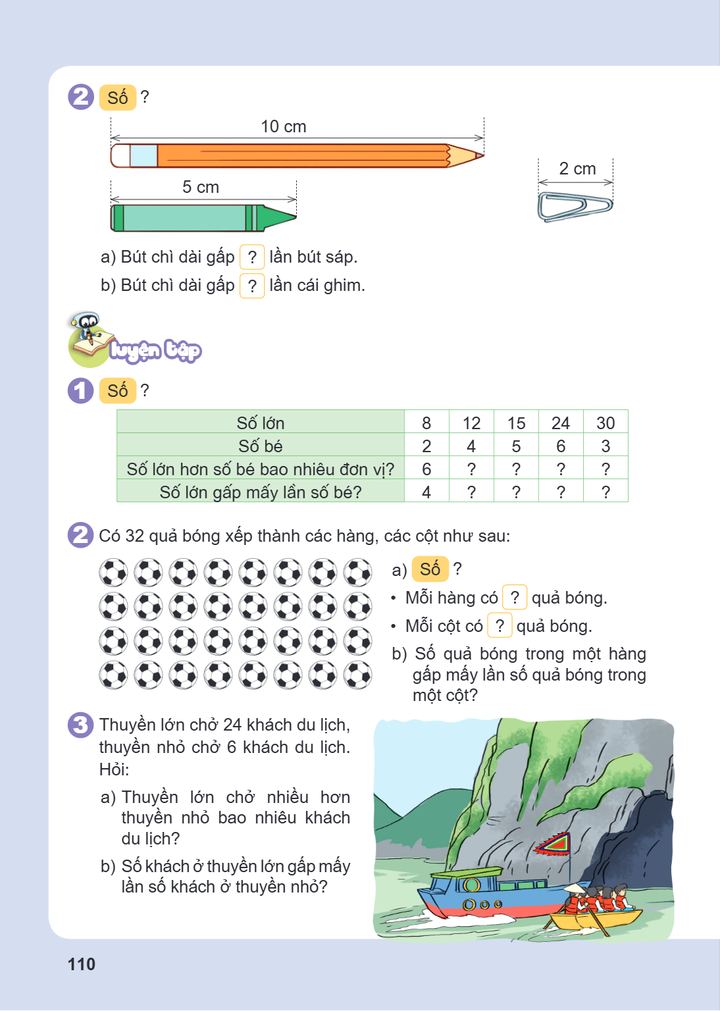 2 Số ?
10 cm
2 cm
5 cm
a) Bút chì dài gấp ? lần bút sáp.
b) Bút chì dài gấp ? lần cái ghim.
luyện tập
1 Số ?
Số lớn 8 12 15 24 30
Số bé 2 4 5 6 3
Số lớn hơn số bé bao nhiêu đơn vị? 6 ? ? ? ?
Số lớn gấp mấy lần số bé? 4 ? ? ? ?
2 Có 32 quả bóng xếp thành các hàng, các cột như sau:
a) Số ?
• Mỗi hàng có ? quả bóng.
• Mỗi cột có ? quả bóng.
b) Số quả bóng trong một hàng
gấp mấy lần số quả bóng trong
một cột?
3 Thuyền lớn chở 24 khách du lịch,
thuyền nhỏ chở 6 khách du lịch.
Hỏi:
a) Thuyền lớn chở nhiều hơn
thuyền nhỏ bao nhiêu khách
du lịch?
b) Số khách ở thuyền lớn gấp mấy
lần số khách ở thuyền nhỏ?
110